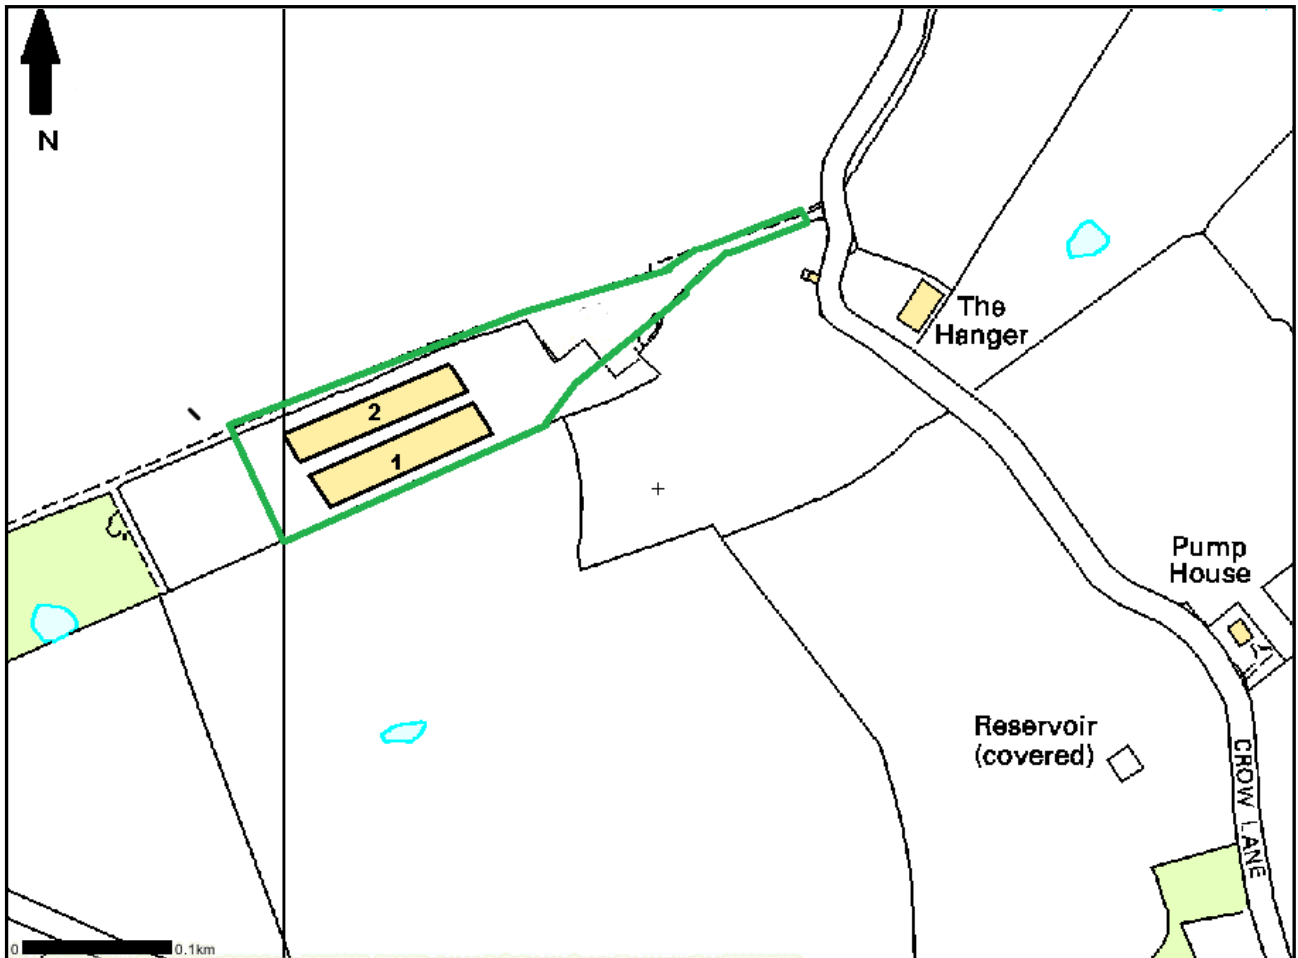 N
The
Hanger
2
1
Pump
House
Reservoir
(covered)
CROW LANE
0 0.1km